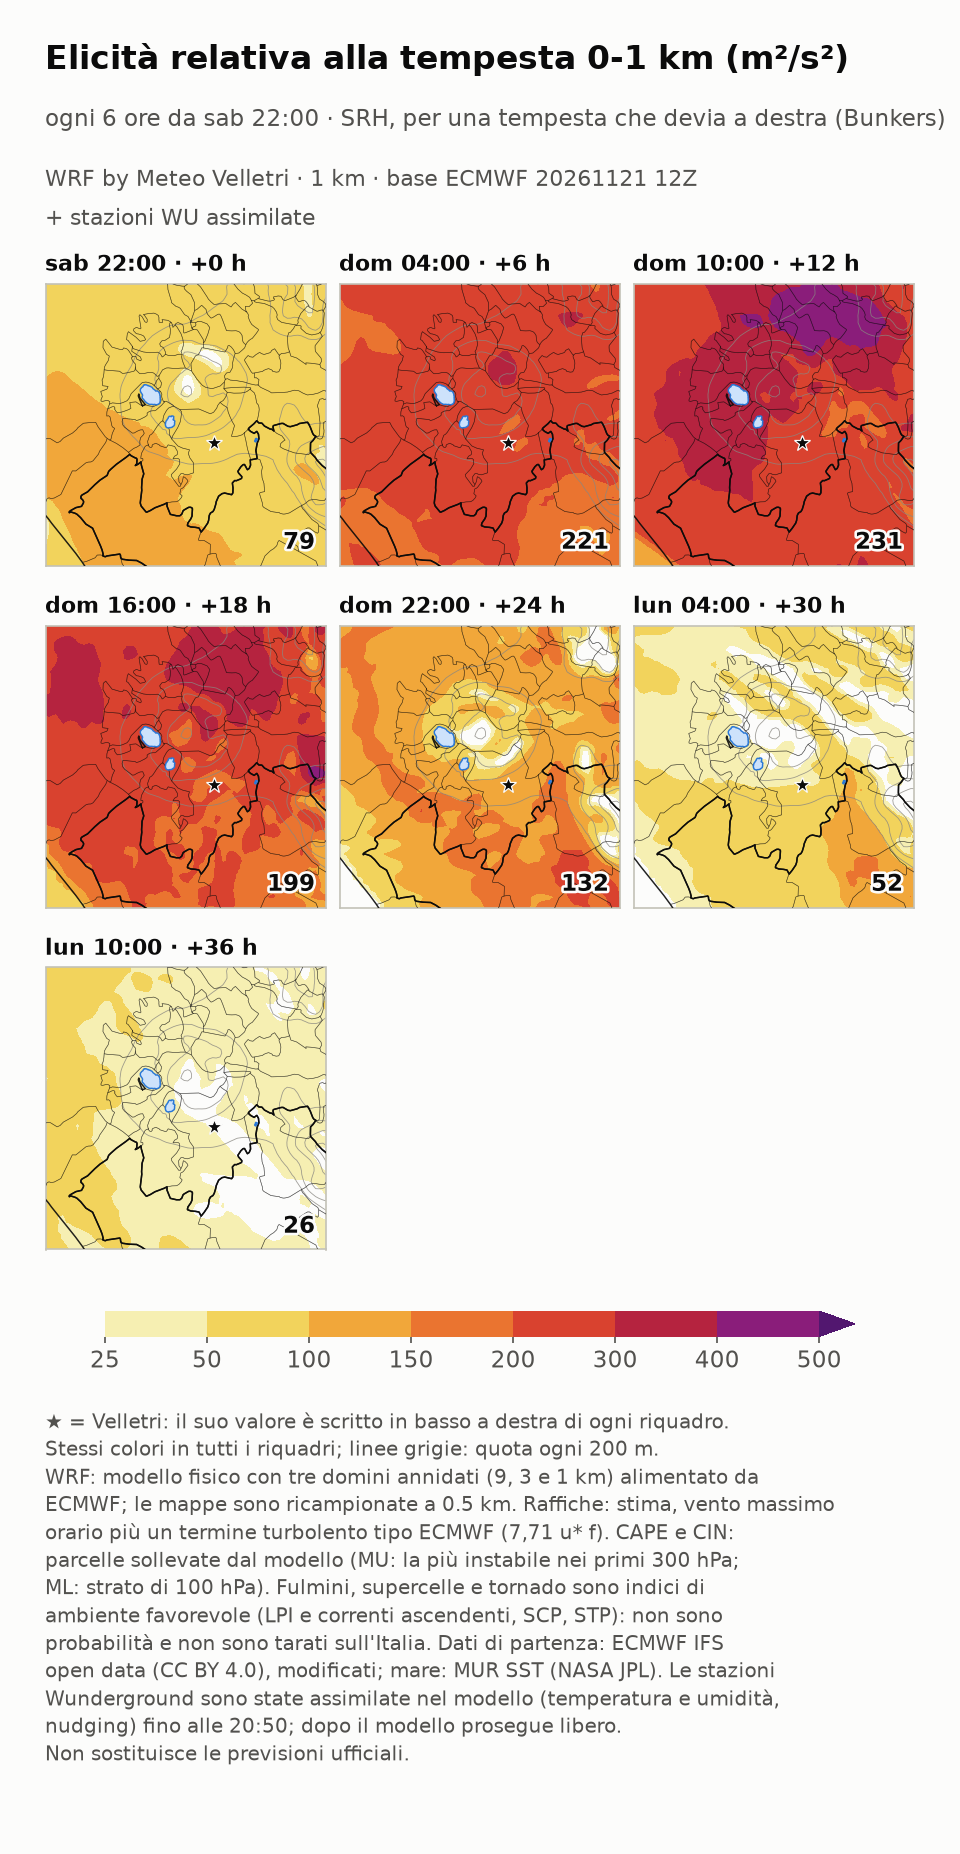 Elicità relativa alla tempesta 0-1 km (m²/s²)
ogni 6 ore da sab 22:00 · SRH, per una tempesta che devia a destra (Bunkers)
WRF by Meteo Velletri · 1 km · base ECMWF 20261121 12Z
+ stazioni WU assimilate
sab 22:00 · +0 h
dom 04:00 · +6 h
dom 10:00 · +12 h
79
221
231
dom 16:00 · +18 h
dom 22:00 · +24 h
lun 04:00 · +30 h
199
132
52
lun 10:00 · +36 h
26
25 50 100 150 200 300 400 500
★ = Velletri: il suo valore è scritto in basso a destra di ogni riquadro.
Stessi colori in tutti i riquadri; linee grigie: quota ogni 200 m.
WRF: modello fisico con tre domini annidati (9, 3 e 1 km) alimentato da
ECMWF; le mappe sono ricampionate a 0.5 km. Raffiche: stima, vento massimo
orario più un termine turbolento tipo ECMWF (7,71 u* f). CAPE e CIN:
parcelle sollevate dal modello (MU: la più instabile nei primi 300 hPa;
ML: strato di 100 hPa). Fulmini, supercelle e tornado sono indici di
ambiente favorevole (LPI e correnti ascendenti, SCP, STP): non sono
probabilità e non sono tarati sull'Italia. Dati di partenza: ECMWF IFS
open data (CC BY 4.0), modificati; mare: MUR SST (NASA JPL). Le stazioni
Wunderground sono state assimilate nel modello (temperatura e umidità,
nudging) fino alle 20:50; dopo il modello prosegue libero.
Non sostituisce le previsioni ufficiali.